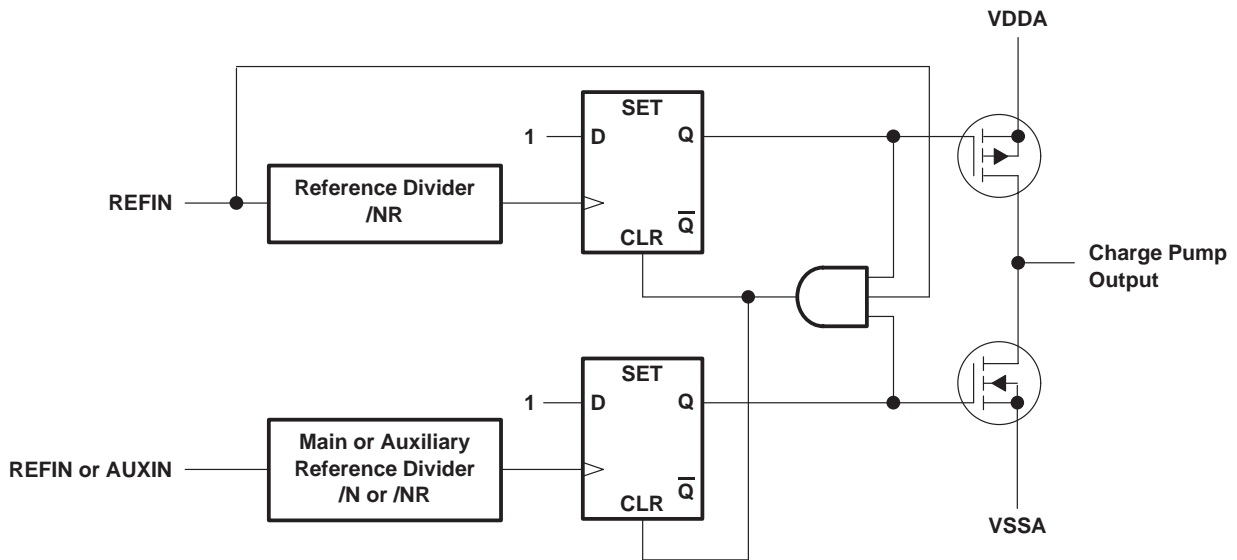 VDDA
SET
1
D
Q
Reference Divider
/NR
REFIN
Q
CLR
Charge Pump
Output
SET
1
D
Q
Main or Auxiliary
Reference Divider
/N or /NR
REFIN or AUXIN
Q
CLR
VSSA